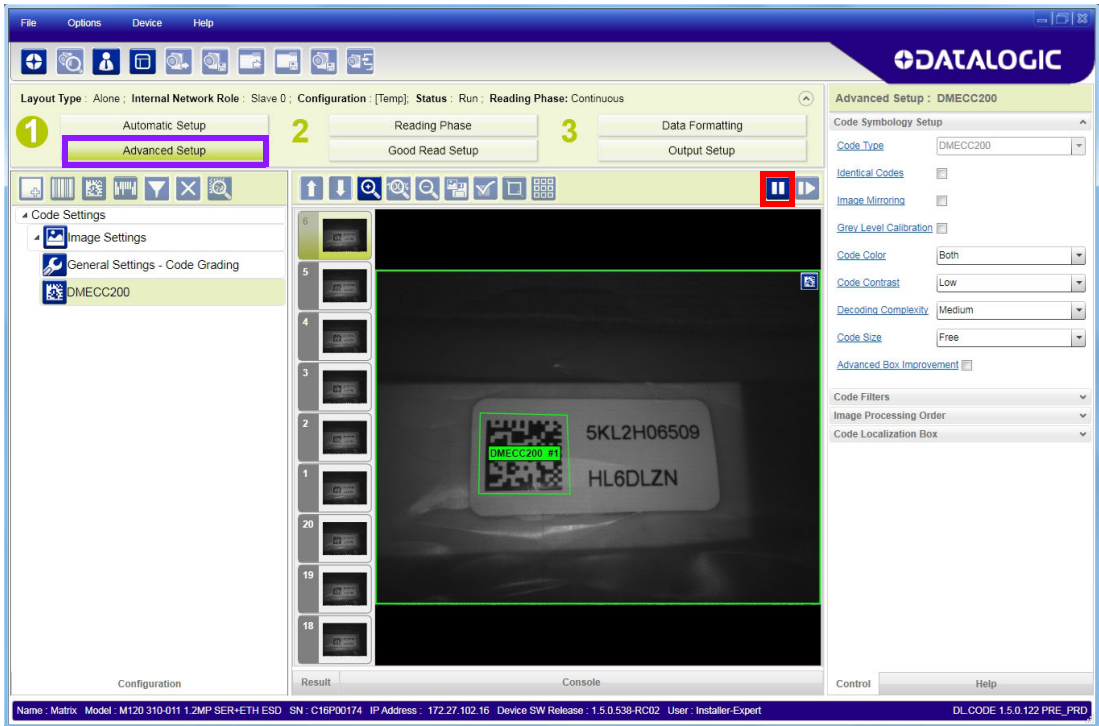 File Options Device Help
DATALOGIC
Layout Type : Alone ; Internal Network Role : Slave 0 ; Configuration : [Temp]; Status : Run ; Reading Phase: Continuous
1 Automatic Setup
Advanced Setup
2 Reading Phase
Good Read Setup
3 Data Formatting
Output Setup
Code Settings
Image Settings
General Settings - Code Grading
DMECC200
Configuration
6
5
4
3
2
1
20
19
18
5KL2H06509
DMECC200 #1
HL6DLZN
Result Console
Advanced Setup : DMECC200
Code Symbology Setup
Code Type DMECC200
Identical Codes
Image Mirroring
Grey Level Calibration
Code Color Both
Code Contrast Low
Decoding Complexity Medium
Code Size Free
Advanced Box Improvement
Code Filters
Image Processing Order
Code Localization Box
Control Help
Name : Matrix Model : M120 310-011 1.2MP SER+ETH ESD SN : C16P00174 IP Address : 172.27.102.16 Device SW Release : 1.5.0.538-RC02 User : Installer-Expert DL.CODE 1.5.0.122 PRE_PRD